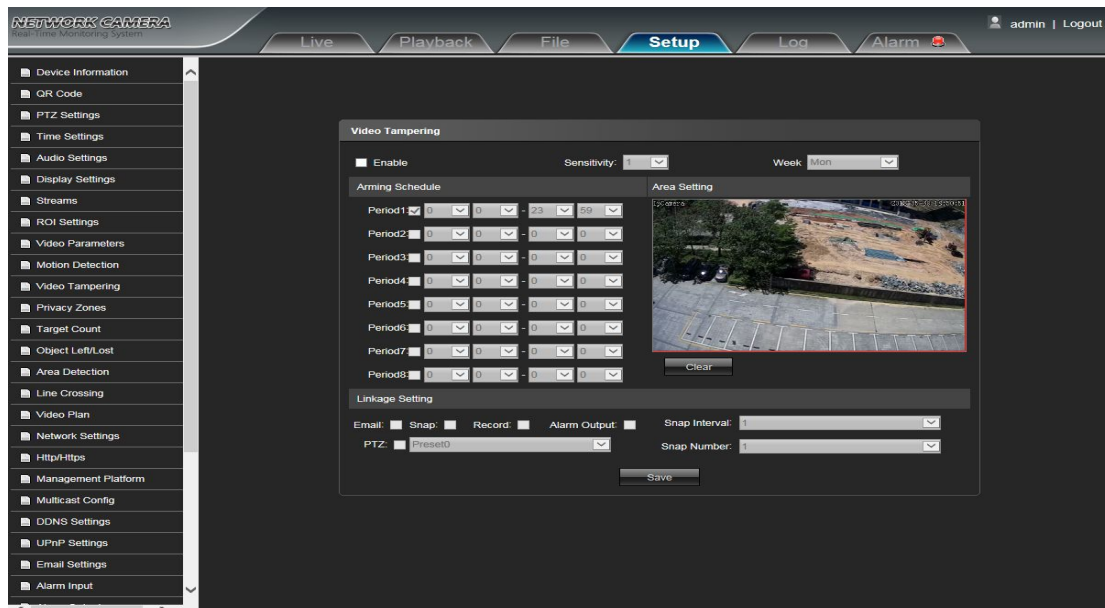 NETWORK CAMERA
Real-Time Monitoring System
admin | Logout
Live Playback File Setup Log Alarm
Device Information
QR Code
PTZ Settings
Time Settings
Audio Settings
Display Settings
Streams
ROI Settings
Video Parameters
Motion Detection
Video Tampering
Privacy Zones
Target Count
Object Left/Lost
Area Detection
Line Crossing
Video Plan
Network Settings
Http/Https
Management Platform
Multicast Config
DDNS Settings
UPnP Settings
Email Settings
Alarm Input
Video Tampering
Enable Sensitivity: 1 Week Mon
Arming Schedule Area Setting
Period1: 0 0 - 23 59
Period2: 0 0 - 0 0
Period3: 0 0 - 0 0
Period4: 0 0 - 0 0
Period5: 0 0 - 0 0
Period6: 0 0 - 0 0
Period7: 0 0 - 0 0
Period8: 0 0 - 0 0
IpCamera
Clear
Linkage Setting
Email: Snap: Record: Alarm Output: Snap Interval: 1
PTZ: Preset0 Snap Number: 1
Save